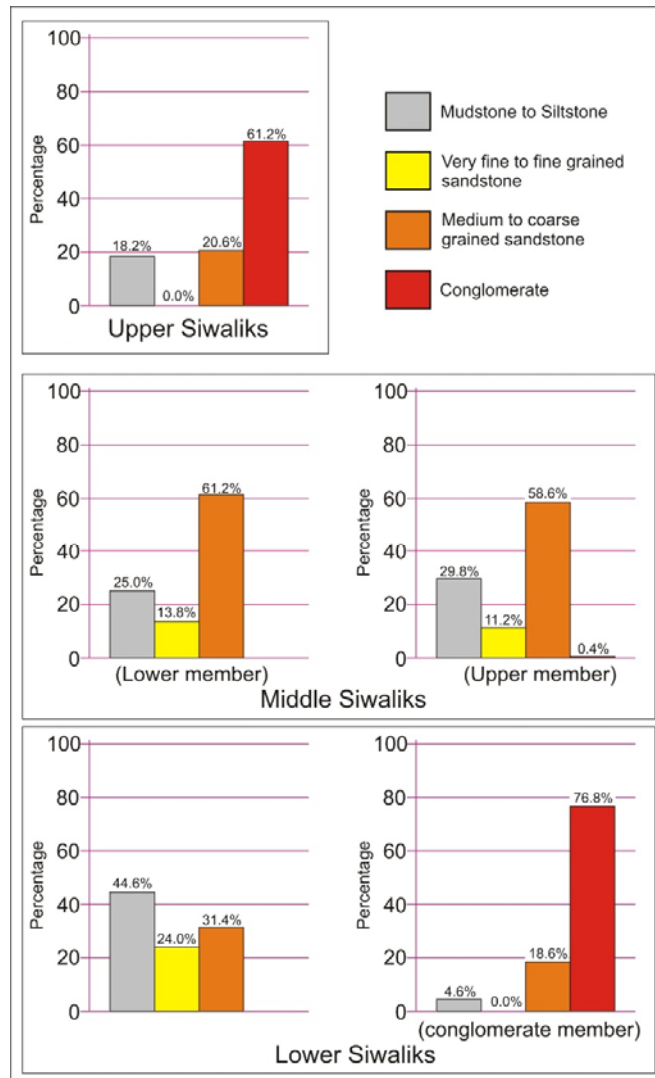 100
80
60
40
20
0
Percentage
18.2%
0.0%
20.6%
61.2%
Upper Siwaliks
Mudstone to Siltstone
Very fine to fine grained
sandstone
Medium to coarse
grained sandstone
Conglomerate
100
80
60
40
20
0
Percentage
25.0%
13.8%
61.2%
(Lower member)
100
80
60
40
20
0
Percentage
29.8%
11.2%
58.6%
0.4%
(Upper member)
Middle Siwaliks
100
80
60
40
20
0
Percentage
44.6%
24.0%
31.4%
100
80
60
40
20
0
Percentage
4.6%
0.0%
18.6%
76.8%
(conglomerate member)
Lower Siwaliks